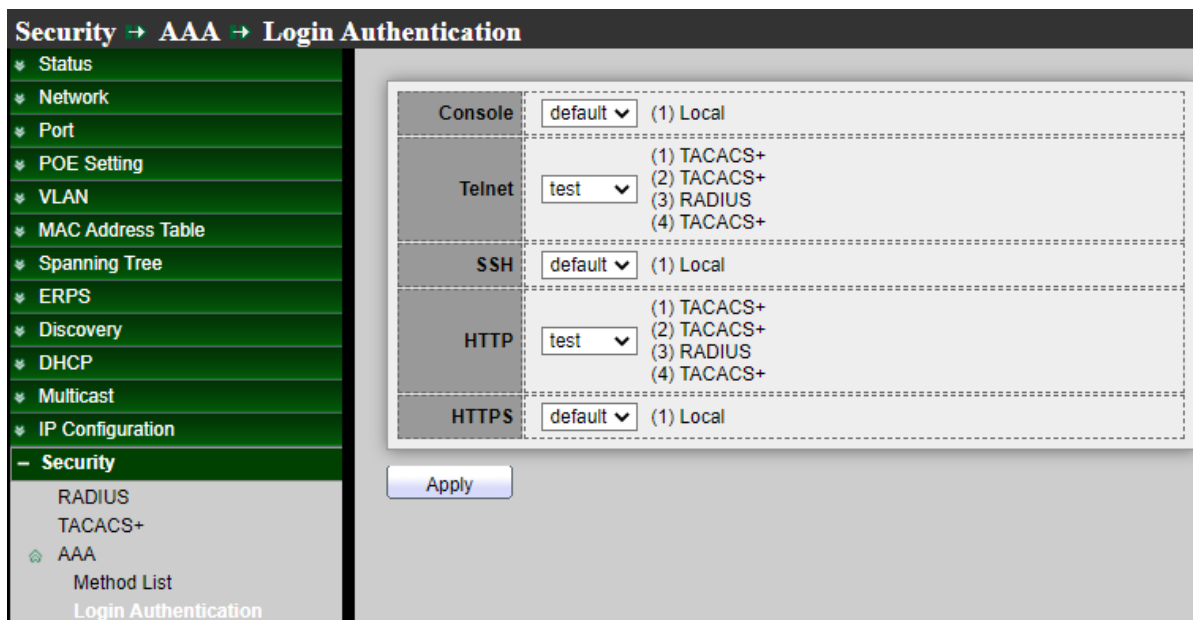 Security → AAA → Login Authentication
Status
Network
Port
POE Setting
VLAN
MAC Address Table
Spanning Tree
ERPS
Discovery
DHCP
Multicast
IP Configuration
Security
RADIUS
TACACS+
AAA
Method List
Login Authentication
Console default (1) Local
Telnet test (1) TACACS+
(2) TACACS+
(3) RADIUS
(4) TACACS+
SSH default (1) Local
HTTP test (1) TACACS+
(2) TACACS+
(3) RADIUS
(4) TACACS+
HTTPS default (1) Local
Apply